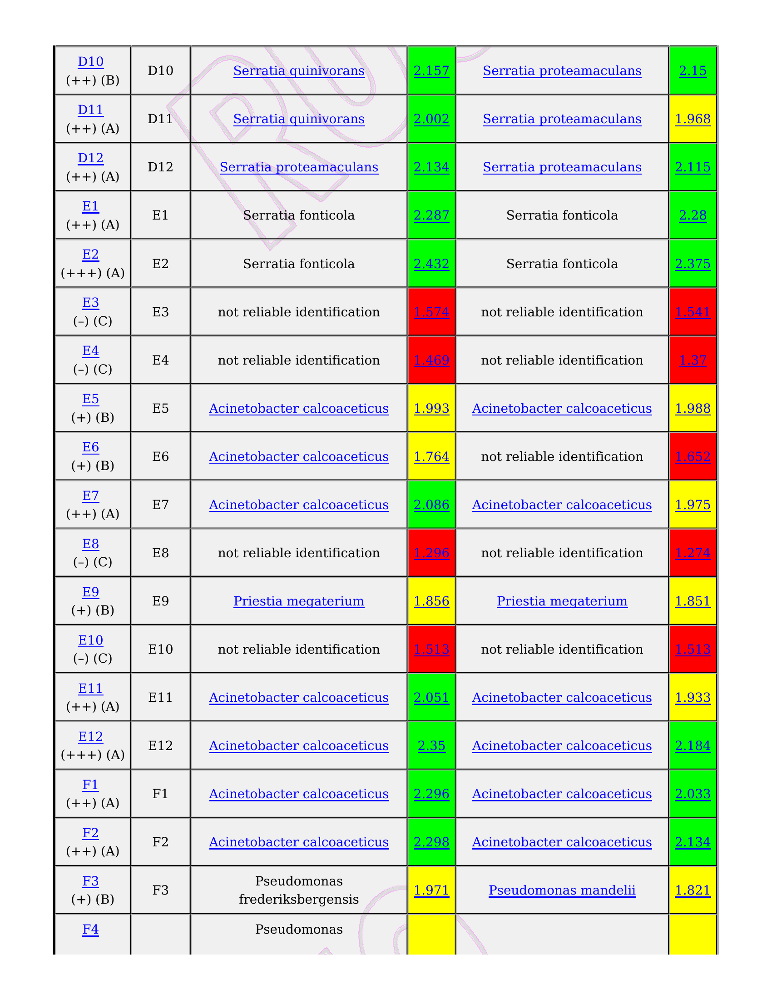 D10
(++) (B)
D10
Serratia quinivorans
2.157
Serratia proteamaculans
2.15
D11
(++) (A)
D11
Serratia quinivorans
2.002
Serratia proteamaculans
1.968
D12
(++) (A)
D12
Serratia proteamaculans
2.134
Serratia proteamaculans
2.115
E1
(++) (A)
E1
Serratia fonticola
2.287
Serratia fonticola
2.28
E2
(+++) (A)
E2
Serratia fonticola
2.432
Serratia fonticola
2.375
E3
(–) (C)
E3
not reliable identification
1.574
not reliable identification
1.541
E4
(–) (C)
E4
not reliable identification
1.469
not reliable identification
1.37
E5
(+) (B)
E5
Acinetobacter calcoaceticus
1.993
Acinetobacter calcoaceticus
1.988
E6
(+) (B)
E6
Acinetobacter calcoaceticus
1.764
not reliable identification
1.652
E7
(++) (A)
E7
Acinetobacter calcoaceticus
2.086
Acinetobacter calcoaceticus
1.975
E8
(–) (C)
E8
not reliable identification
1.296
not reliable identification
1.274
E9
(+) (B)
E9
Priestia megaterium
1.856
Priestia megaterium
1.851
E10
(–) (C)
E10
not reliable identification
1.513
not reliable identification
1.513
E11
(++) (A)
E11
Acinetobacter calcoaceticus
2.051
Acinetobacter calcoaceticus
1.933
E12
(+++) (A)
E12
Acinetobacter calcoaceticus
2.35
Acinetobacter calcoaceticus
2.184
F1
(++) (A)
F1
Acinetobacter calcoaceticus
2.296
Acinetobacter calcoaceticus
2.033
F2
(++) (A)
F2
Acinetobacter calcoaceticus
2.298
Acinetobacter calcoaceticus
2.134
F3
(+) (B)
F3
Pseudomonas
frederiksbergensis
1.971
Pseudomonas mandelii
1.821
F4
Pseudomonas